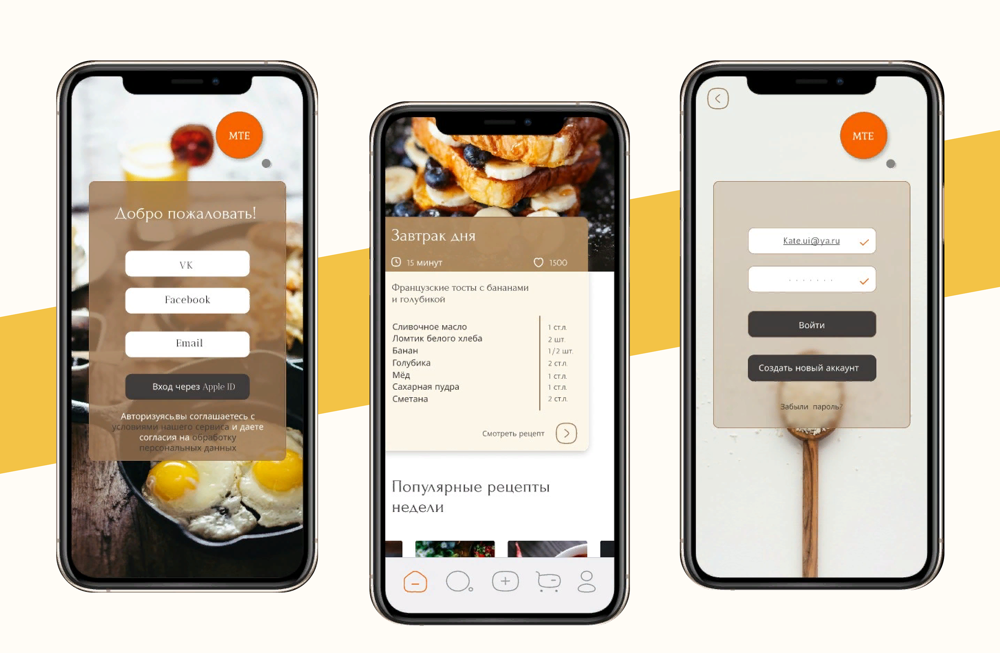 MTE
Добро пожаловать!
VK
Facebook
Email
Вход через Apple ID
Авторизуясь,вы соглашаетесь с
условиями нашего сервиса и даете
согласия на обработку
персональных данных
Завтрак дня
15 минут 1500
Французские тосты с бананами
и голубикой
Сливочное масло 1 ст.л.
Ломтик белого хлеба 2 шт.
Банан 1/2 шт.
Голубика 2 ст.л.
Мёд 1 ст.л.
Сахарная пудра 1 ст.л.
Сметана 2 ст.л.
Смотреть рецепт
Популярные рецепты
недели
MTE
Kate.ui@ya.ru
Войти
Создать новый аккаунт
Забыли пароль?